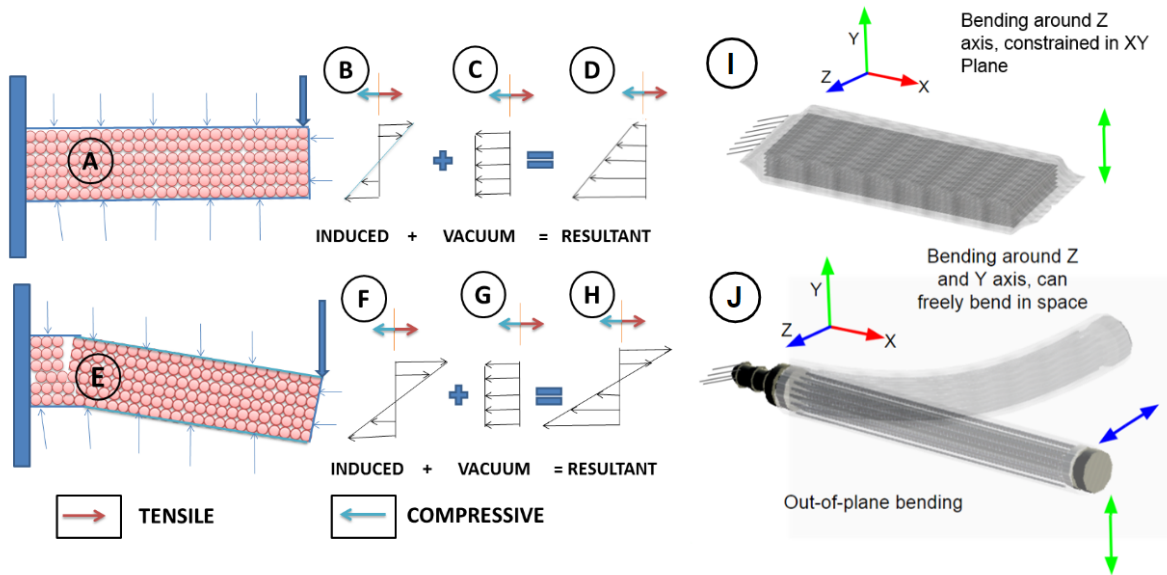 A
B
C
D
INDUCED + VACUUM = RESULTANT
E
F
G
H
INDUCED + VACUUM = RESULTANT
TENSILE
COMPRESSIVE
I
Y
Z
X
Bending around Z
axis, constrained in XY
Plane
J
Y
Z
X
Bending around Z
and Y axis, can
freely bend in space
Out-of-plane bending